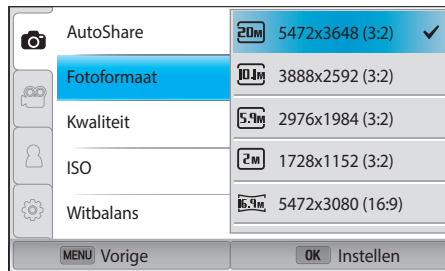 AutoShare
Fotoformaat
Kwaliteit
ISO
Witbalans
20M 5472x3648 (3:2)
10.1M 3888x2592 (3:2)
5.9M 2976x1984 (3:2)
2M 1728x1152 (3:2)
16.9M 5472x3080 (16:9)
MENU Vorige
OK Instellen